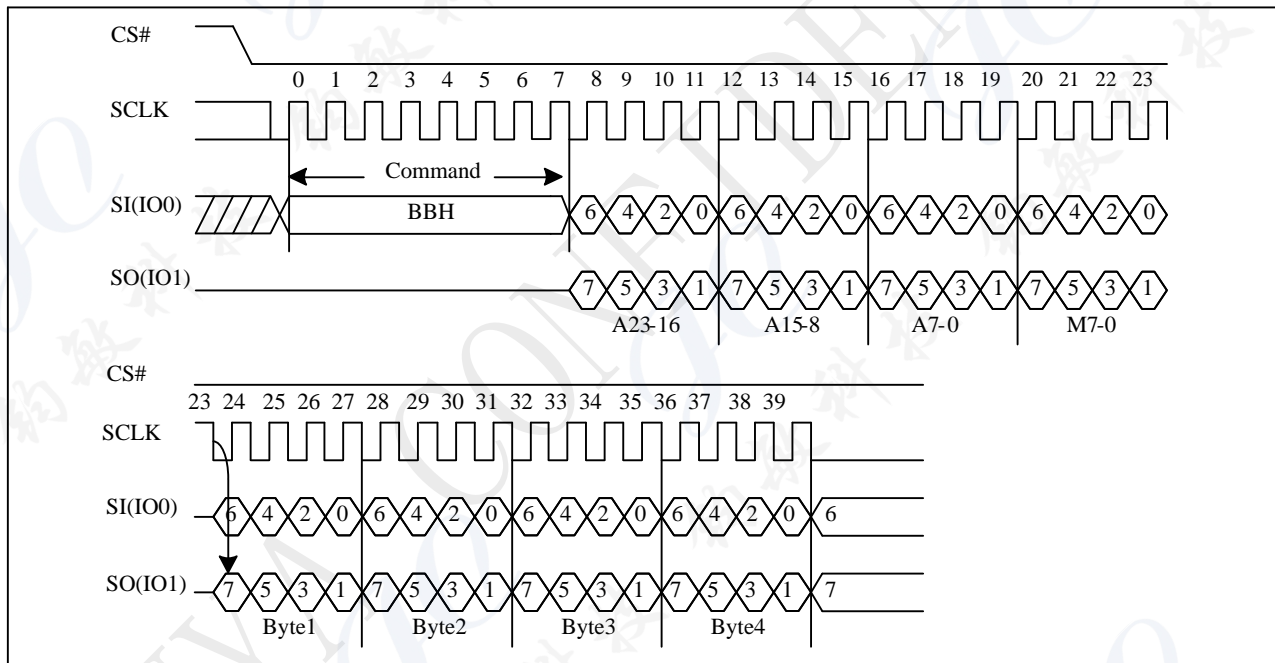 CS#
0 1 2 3 4 5 6 7 8 9 10 11 12 13 14 15 16 17 18 19 20 21 22 23
SCLK
Command
SI(IO0) BBH 6 4 2 0 6 4 2 0 6 4 2 0 6 4 2 0
SO(IO1) 7 5 3 1 7 5 3 1 7 5 3 1 7 5 3 1
A23-16 A15-8 A7-0 M7-0
CS#
23 24 25 26 27 28 29 30 31 32 33 34 35 36 37 38 39
SCLK
SI(IO0) 6 4 2 0 6 4 2 0 6 4 2 0 6 4 2 0 6
SO(IO1) 7 5 3 1 7 5 3 1 7 5 3 1 7 5 3 1 7
Byte1 Byte2 Byte3 Byte4